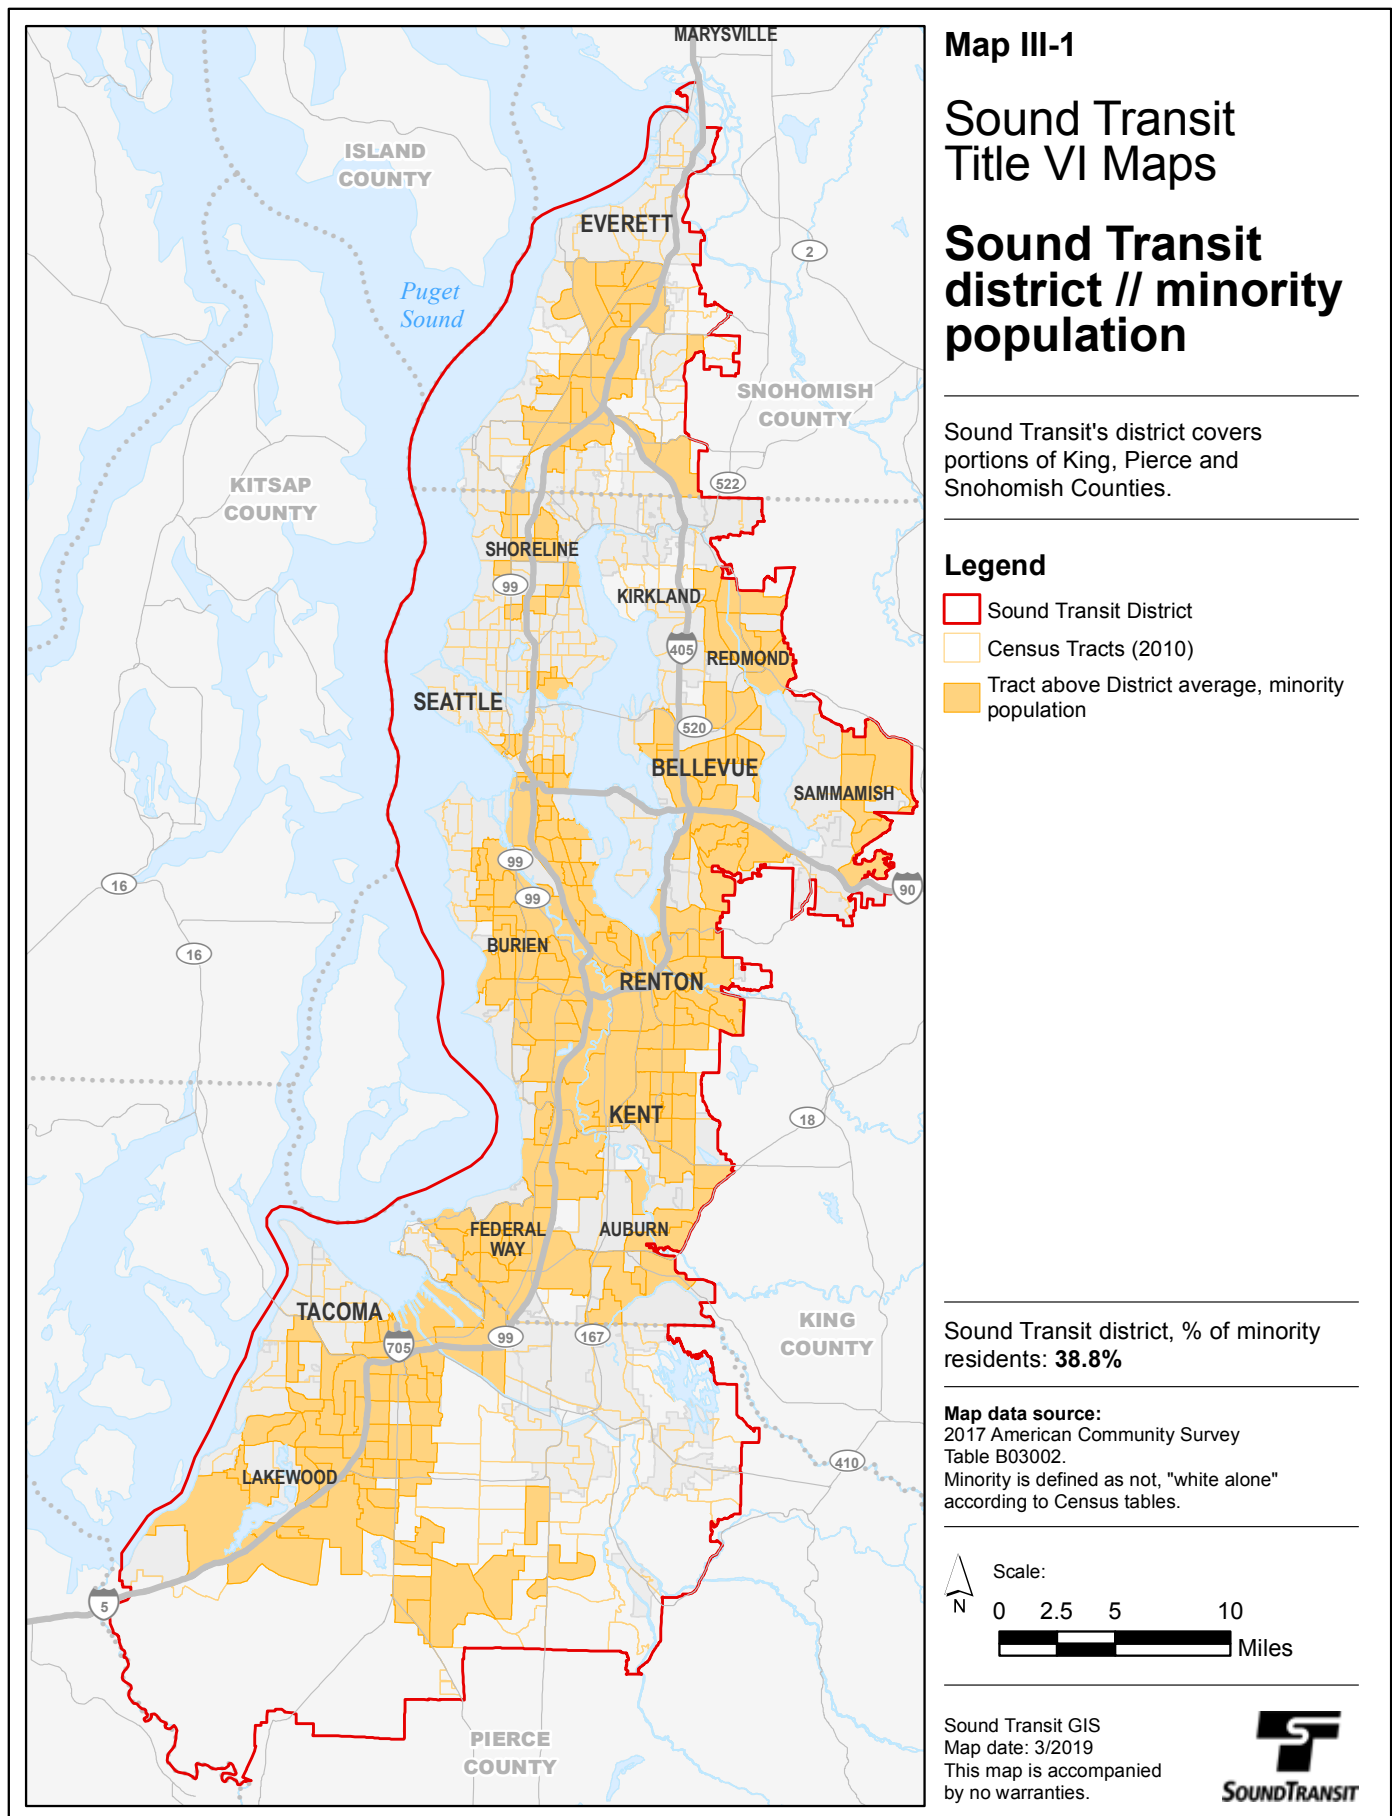 MARYSVILLE
ISLAND
COUNTY
EVERETT
2
Puget
Sound
SNOHOMISH
COUNTY
KITSAP
COUNTY
522
SHORELINE
99
KIRKLAND
405
REDMOND
SEATTLE
520
BELLEVUE
SAMMAMISH
99
16
90
99
BURIEN
16
RENTON
KENT
18
FEDERAL
WAY
AUBURN
TACOMA
KING
COUNTY
99
167
705
410
LAKEWOOD
5
PIERCE
COUNTY
Map III-1
Sound Transit
Title VI Maps
Sound Transit
district // minority
population
Sound Transit's district covers
portions of King, Pierce and
Snohomish Counties.
Legend
Sound Transit District
Census Tracts (2010)
Tract above District average, minority
population
Sound Transit district, % of minority
residents: 38.8%
Map data source:
2017 American Community Survey
Table B03002.
Minority is defined as not, "white alone"
according to Census tables.
N
Scale:
0 2.5 5 10
Miles
Sound Transit GIS
Map date: 3/2019
This map is accompanied
by no warranties.
SOUNDTRANSIT